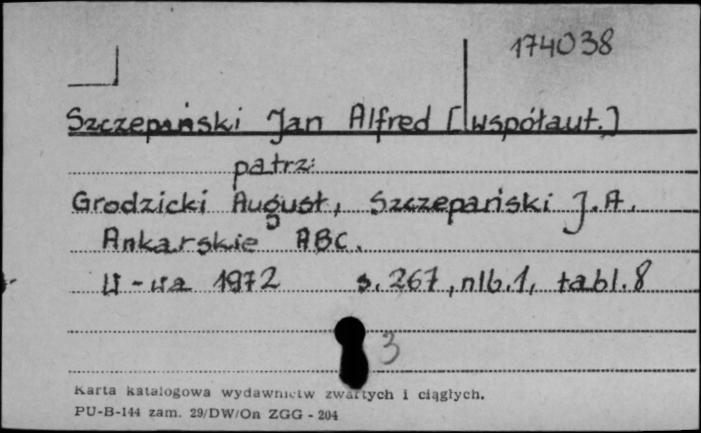 174038
Szczepański Jan Alfred [współaut.]
patrz:
Grodzicki August, Szczepański J.A.
Ankarskie ABC.
W-wa 1972 s. 267, nlb. 1, tabl. 8
3
Karta katalogowa wydawnictw zwartych i ciągłych.
PU-B-144 zam. 29/DW/On ZGG - 204